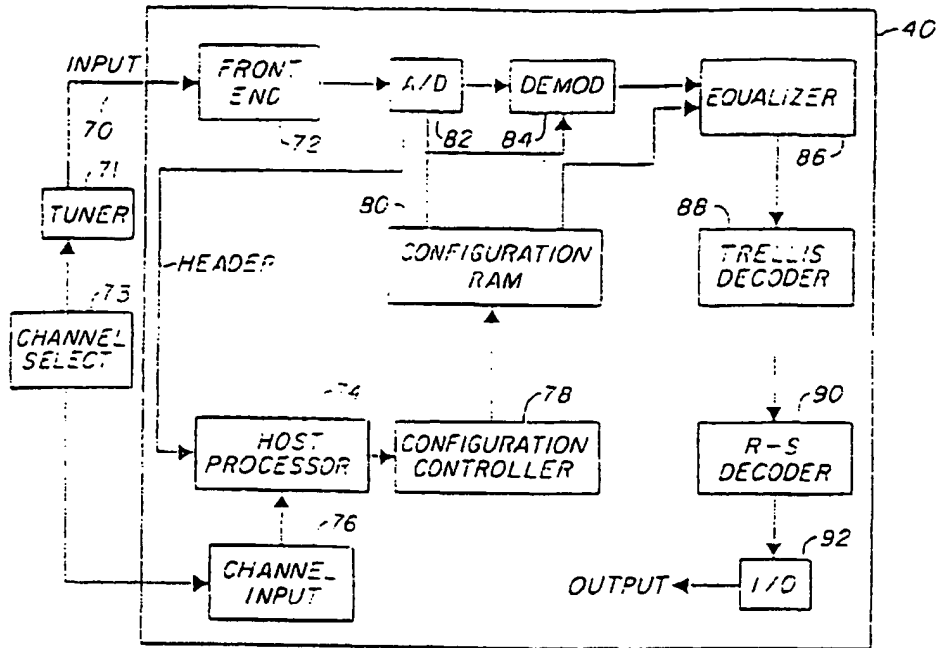 40
INPUT
FRONT
END
A/D
DEMOD
EQUALIZER
70
72
82
84
86
71
TUNER
80
88
HEADER
CONFIGURATION
RAM
TRELLIS
DECODER
73
CHANNEL
SELECT
74
78
90
HOST
PROCESSOR
CONFIGURATION
CONTROLLER
R-S
DECODER
76
92
CHANNEL
INPUT
OUTPUT
I/O